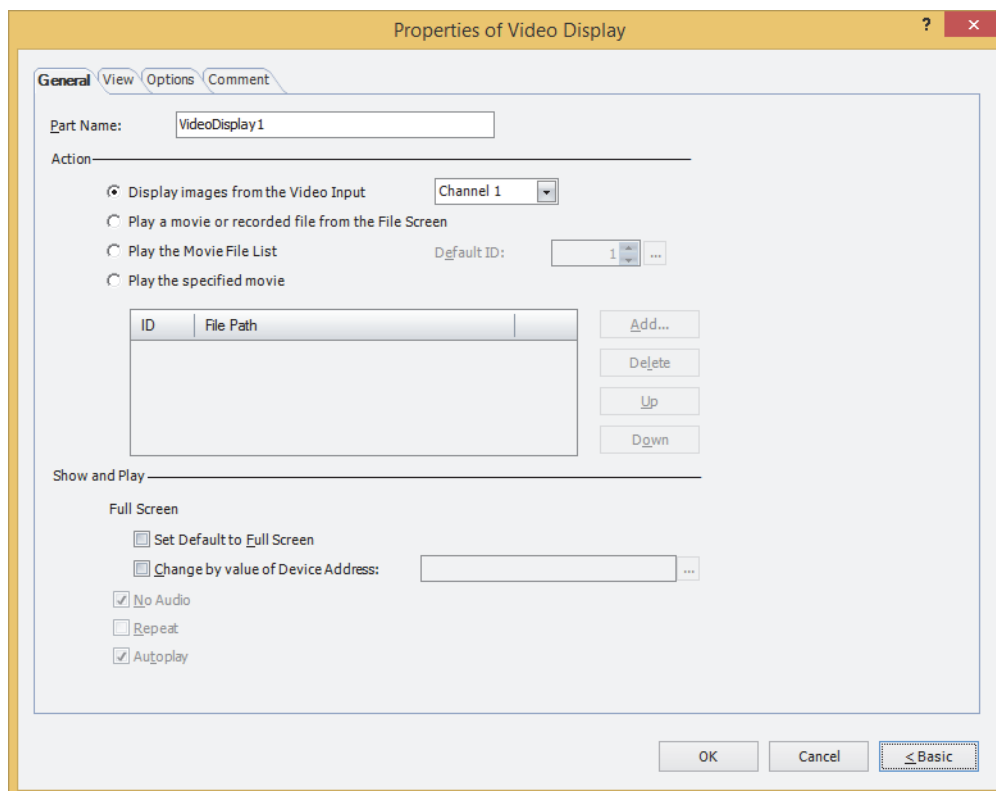 Properties of Video Display ? ×
General View Options Comment
Part Name: VideoDisplay1
Action
Display images from the Video Input Channel 1
Play a movie or recorded file from the File Screen
Play the Movie File List Default ID: 1 ...
Play the specified movie
ID File Path
Add...
Delete
Up
Down
Show and Play
Full Screen
Set Default to Full Screen
Change by value of Device Address: ...
No Audio
Repeat
Autoplay
OK Cancel <Basic